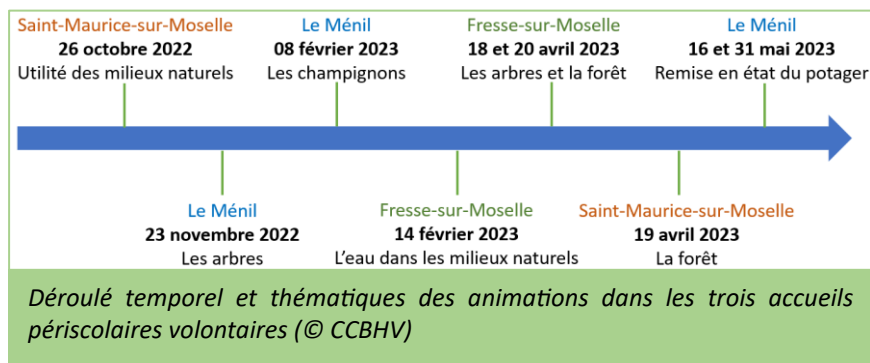 Saint-Maurice-sur-Moselle
26 octobre 2022
Utilité des milieux naturels
Le Ménil
08 février 2023
Les champignons
Fresse-sur-Moselle
18 et 20 avril 2023
Les arbres et la forêt
Le Ménil
16 et 31 mai 2023
Remise en état du potager
Le Ménil
23 novembre 2022
Les arbres
Fresse-sur-Moselle
14 février 2023
L'eau dans les milieux naturels
Saint-Maurice-sur-Moselle
19 avril 2023
La forêt
Déroulé temporel et thématiques des animations dans les trois accueils
périscolaires volontaires (© CCBHV)